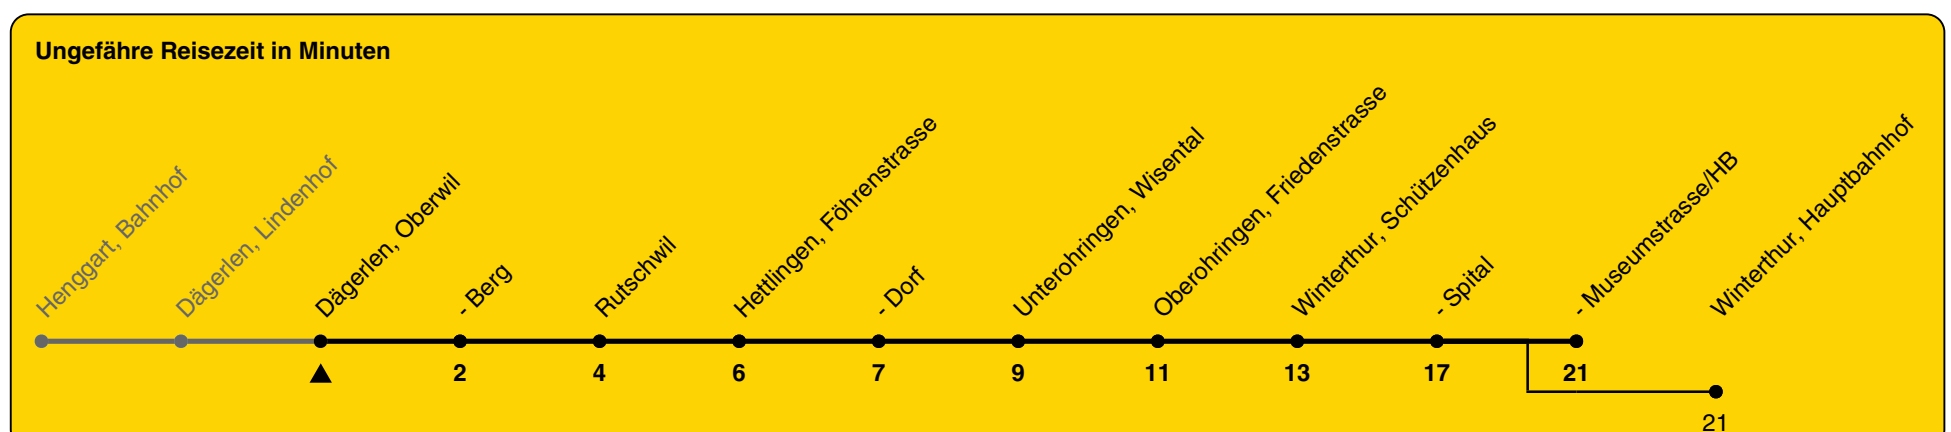 Ungefähre Reisezeit in Minuten
Henggart, Bahnhof
Dägerlen, Lindenhof
Dägerlen, Oberwil
- Berg
Rutschwil
Hettlingen, Föhrenstrasse
- Dorf
Unterohringen, Wisental
Oberohringen, Friedenstrasse
Winterthur, Schützenhaus
- Spital
- Museumstrasse/HB
Winterthur, Hauptbahnhof
2 4 6 7 9 11 13 17 21
21